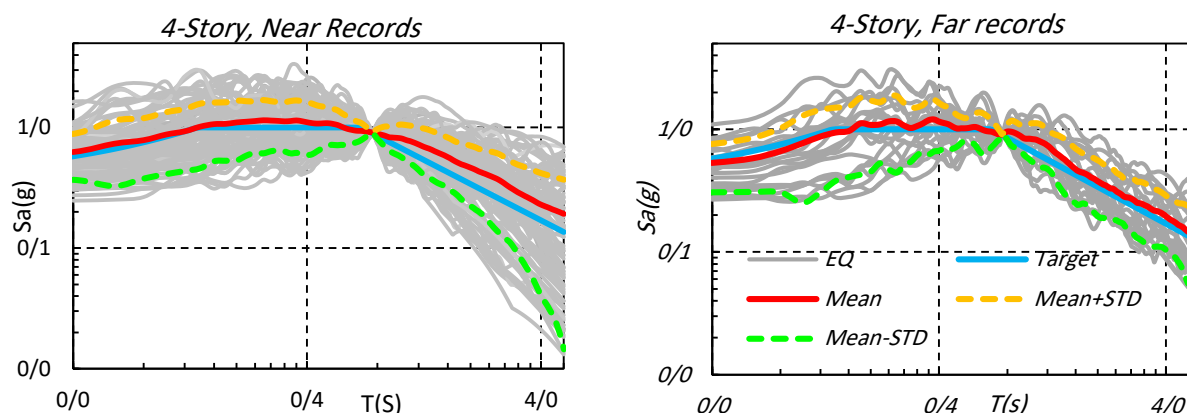 4-Story, Near Records
1/0
0/1
0/0
Sa(g)
0/0
0/4
T(S)
4/0
4-Story, Far records
1/0
0/1
0/0
Sa(g)
EQ
Target
Mean
Mean+STD
Mean-STD
0/0
0/4
T(s)
4/0